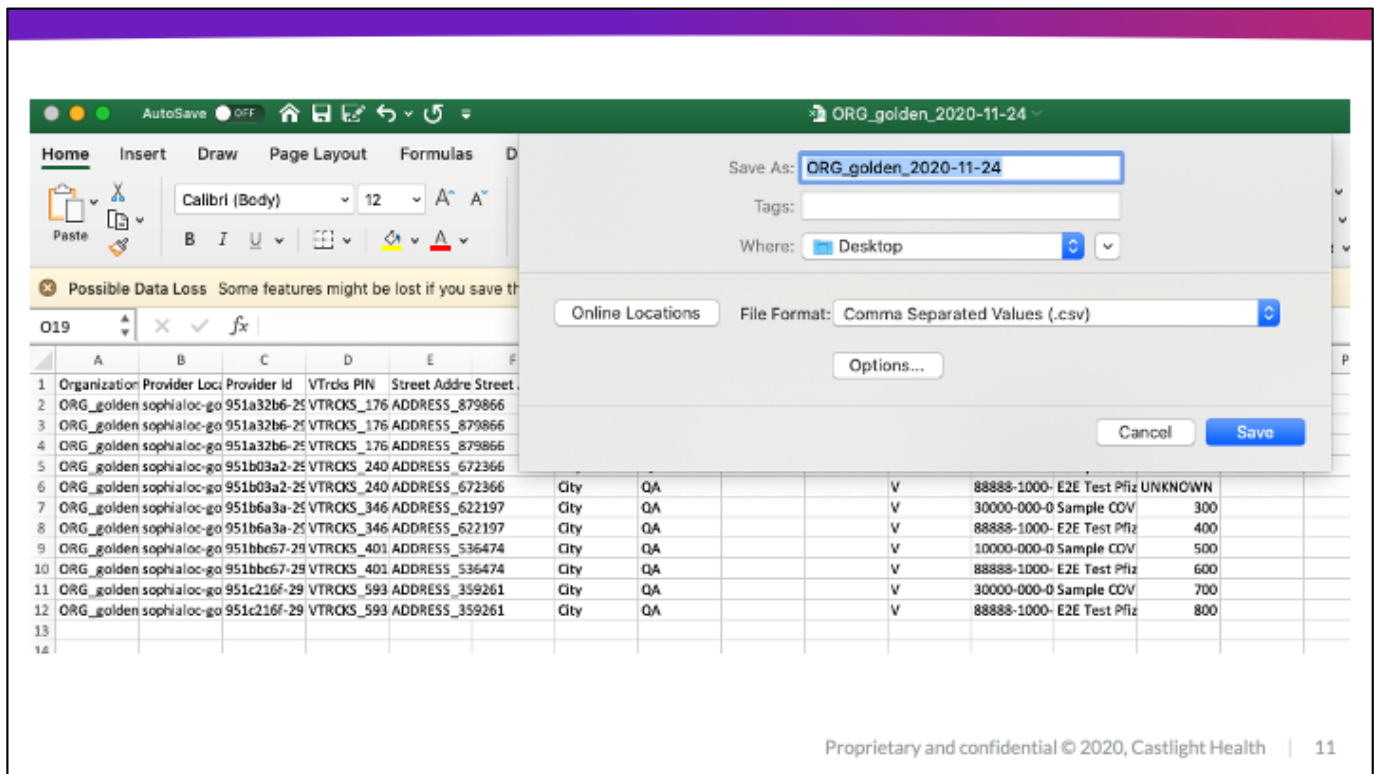 AutoSave OFF
ORG_golden_2020-11-24
Home Insert Draw Page Layout Formulas D
Paste
Calibri (Body) 12 A^ Aˇ
B I U A
Save As: ORG_golden_2020-11-24
Tags:
Where: Desktop
Possible Data Loss Some features might be lost if you save th
Online Locations File Format: Comma Separated Values (.csv)
Options...
Cancel Save
O19 fx
A B C D E F P
1 Organization Provider Loca Provider Id VTrcks PIN Street Addre Street
2 ORG_golden sophialoc-go 951a32b6-29 VTRCKS_176 ADDRESS_879866
3 ORG_golden sophialoc-go 951a32b6-29 VTRCKS_176 ADDRESS_879866
4 ORG_golden sophialoc-go 951a32b6-29 VTRCKS_176 ADDRESS_879866
5 ORG_golden sophialoc-go 951b03a2-29 VTRCKS_240 ADDRESS_672366
6 ORG_golden sophialoc-go 951b03a2-29 VTRCKS_240 ADDRESS_672366 City QA V 88888-1000- E2E Test Pfiz UNKNOWN
7 ORG_golden sophialoc-go 951b6a3a-29 VTRCKS_346 ADDRESS_622197 City QA V 30000-000-0 Sample COV 300
8 ORG_golden sophialoc-go 951b6a3a-29 VTRCKS_346 ADDRESS_622197 City QA V 88888-1000- E2E Test Pfiz 400
9 ORG_golden sophialoc-go 951bbc67-29 VTRCKS_401 ADDRESS_536474 City QA V 10000-000-0 Sample COV 500
10 ORG_golden sophialoc-go 951bbc67-29 VTRCKS_401 ADDRESS_536474 City QA V 88888-1000- E2E Test Pfiz 600
11 ORG_golden sophialoc-go 951c216f-29 VTRCKS_593 ADDRESS_359261 City QA V 30000-000-0 Sample COV 700
12 ORG_golden sophialoc-go 951c216f-29 VTRCKS_593 ADDRESS_359261 City QA V 88888-1000- E2E Test Pfiz 800
13
14
Proprietary and confidential © 2020, Castlight Health | 11